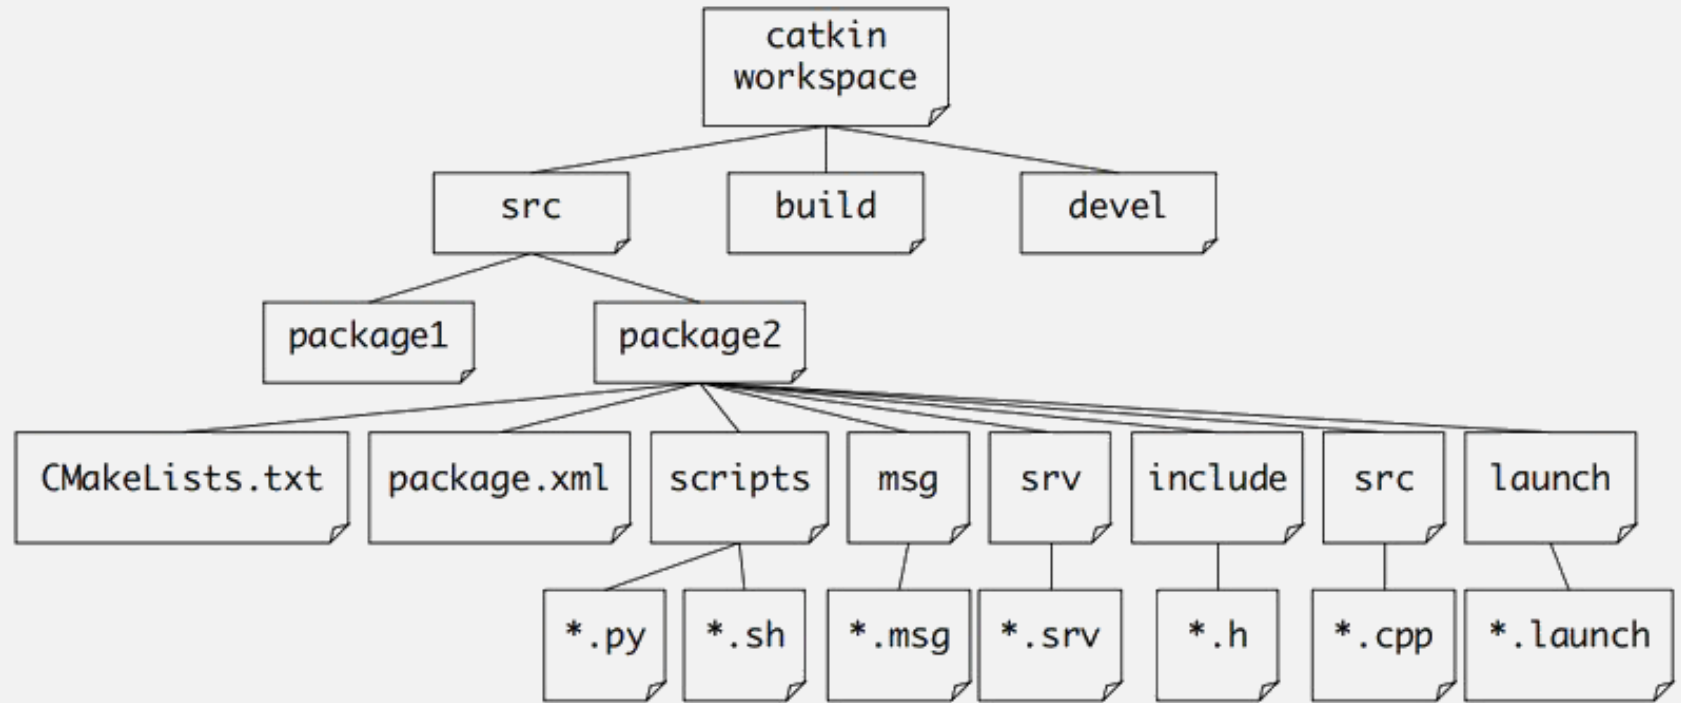 catkin
workspace
src
build
devel
package1
package2
CMakeLists.txt
package.xml
scripts
msg
srv
include
src
launch
*.py
*.sh
*.msg
*.srv
*.h
*.cpp
*.launch